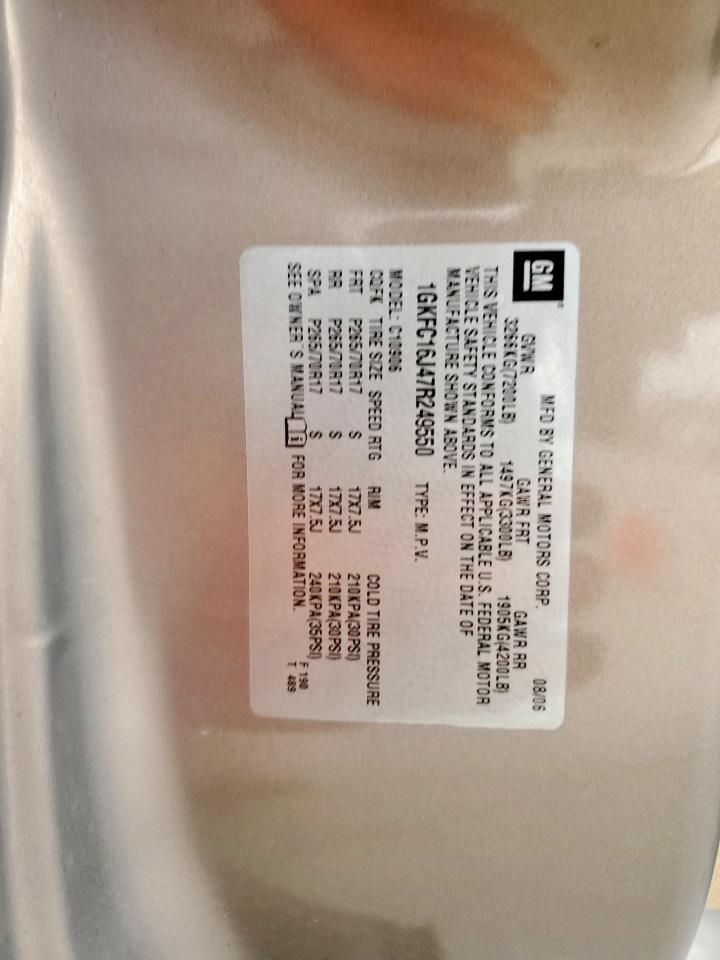 GM
MFD BY GENERAL MOTORS CORP. 08/06
GVWR GAWR FRT GAWR RR
3266KG(7200LB) 1497KG(3300LB) 1905KG(4200LB)
THIS VEHICLE CONFORMS TO ALL APPLICABLE U.S. FEDERAL MOTOR
VEHICLE SAFETY STANDARDS IN EFFECT ON THE DATE OF
MANUFACTURE SHOWN ABOVE.
1GKFC16J47R249550 TYPE: M.P.V.
MODEL- C10906
CQFK TIRE SIZE SPEED RTG RIM COLD TIRE PRESSURE
FRT P265/70R17 S 17X7.5J 210KPA(30PSI)
RR P265/70R17 S 17X7.5J 210KPA(30PSI)
SPA P265/70R17 S 17X7.5J 240KPA(35PSI)
SEE OWNER'S MANUAL FOR MORE INFORMATION.
F 190
T 489